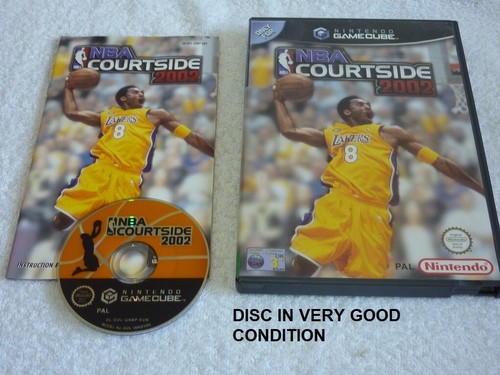 NBA
COURTSIDE
2002
LAKERS
8
INSTRUCTION B
NBA
COURTSIDE
2002
NINTENDO
GAMECUBE
PAL
NINTENDO
GAMECUBE
NBA
COURTSIDE
2002
LAKERS
8
3+
PAL
Nintendo
DISC IN VERY GOOD
CONDITION